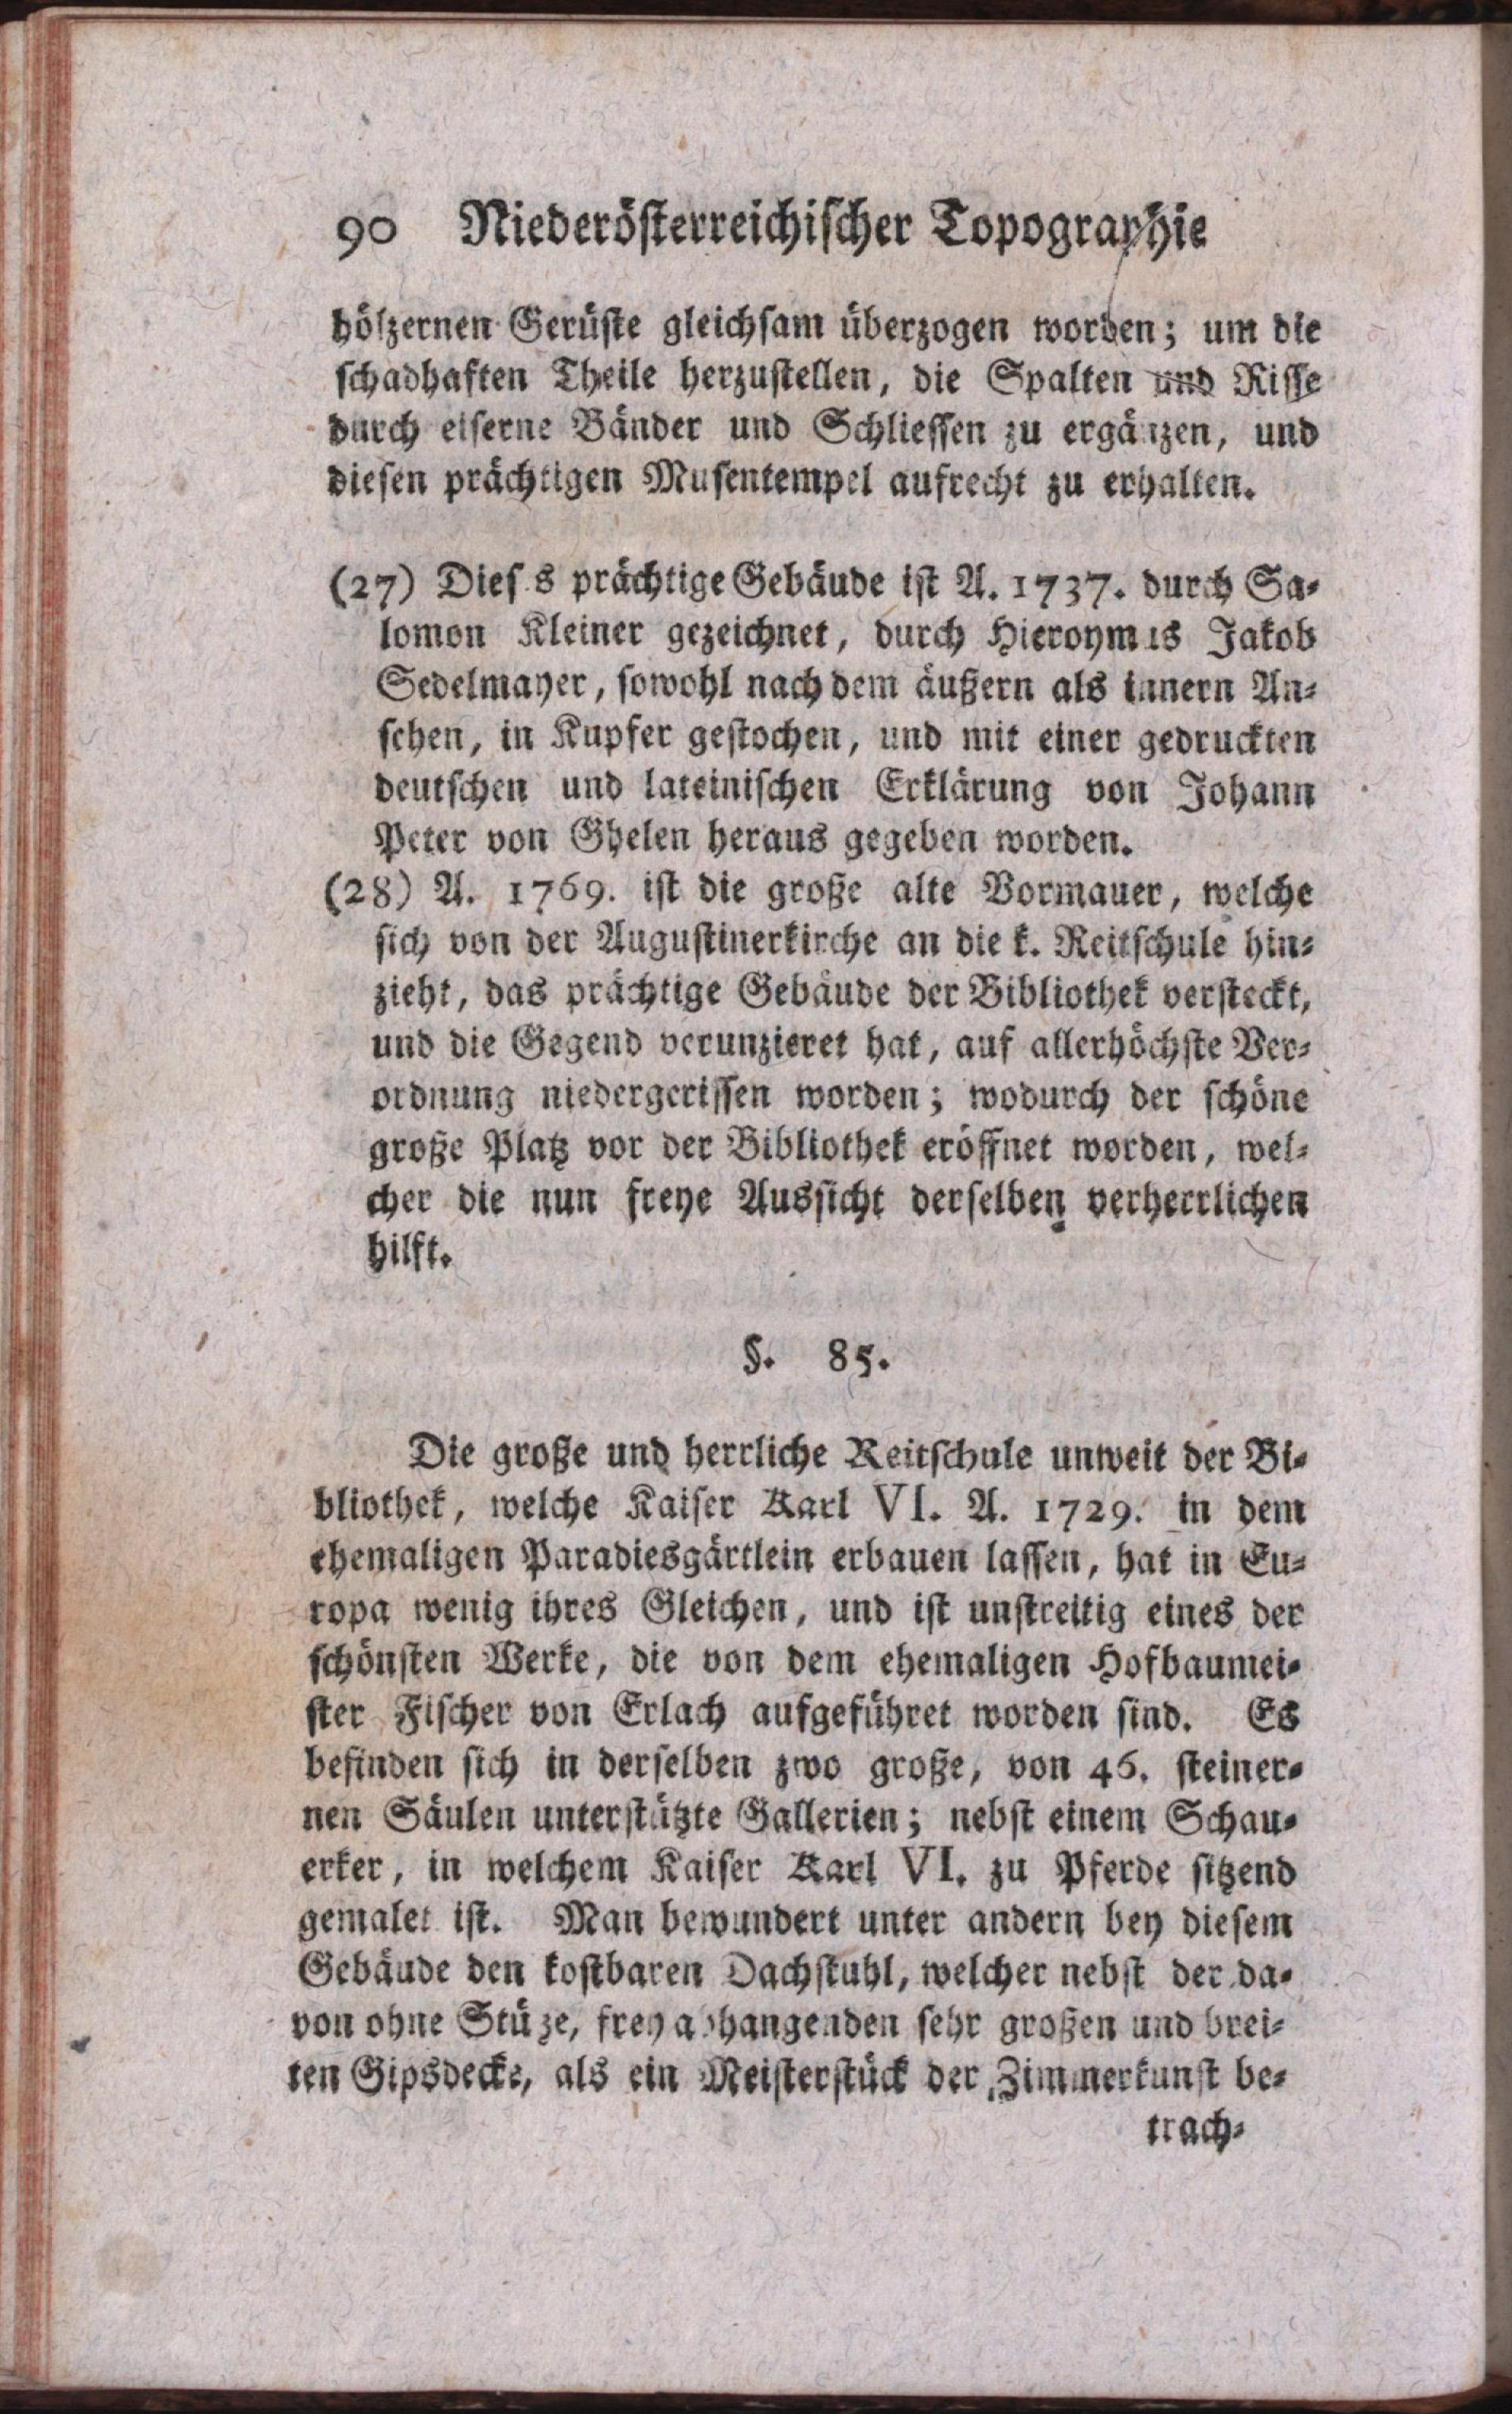 90 Niederösterreichischer Topographie
hölzernen Gerüste gleichsam überzogen worden; um die
schadhaften Theile herzustellen, die Spalten und Risse
durch eiserne Bänder und Schliessen zu ergänzen, und
diesen prächtigen Musentempel aufrecht zu erhalten.
(27) Dieses prächtige Gebäude ist A. 1737. durch Sa-
lomon Kleiner gezeichnet, durch Hieronymus Jakob
Sedelmayer, sowohl nach dem äußern als innern An-
sehen, in Kupfer gestochen, und mit einer gedruckten
deutschen und lateinischen Erklärung von Johann
Peter von Ghelen heraus gegeben worden.
(28) A. 1769. ist die große alte Vormauer, welche
sich von der Augustinerkirche an die k. Reitschule hin-
zieht, das prächtige Gebäude der Bibliothek versteckt,
und die Gegend verunzieret hat, auf allerhöchste Ver-
ordnung niedergerissen worden; wodurch der schöne
große Platz vor der Bibliothek eröffnet worden, wel-
cher die nun freye Aussicht derselben verherrlichen
hilft.
§. 85.
Die große und herrliche Reitschule unweit der Bi-
bliothek, welche Kaiser Karl VI. A. 1729. in dem
ehemaligen Paradiesgärtlein erbauen lassen, hat in Eu-
ropa wenig ihres Gleichen, und ist unstreitig eines der
schönsten Werke, die von dem ehemaligen Hofbaumei-
ster Fischer von Erlach aufgeführet worden sind. Es
befinden sich in derselben zwo große, von 46. steiner-
nen Säulen unterstützte Gallerien; nebst einem Schau-
erker, in welchem Kaiser Karl VI. zu Pferde sitzend
gemalet ist. Man bewundert unter andern bey diesem
Gebäude den kostbaren Dachstuhl, welcher nebst der da-
von ohne Stüze, frey abhangenden sehr großen und brei-
ten Gipsdecke, als ein Meisterstück der Zimmerkunst be-
trach-